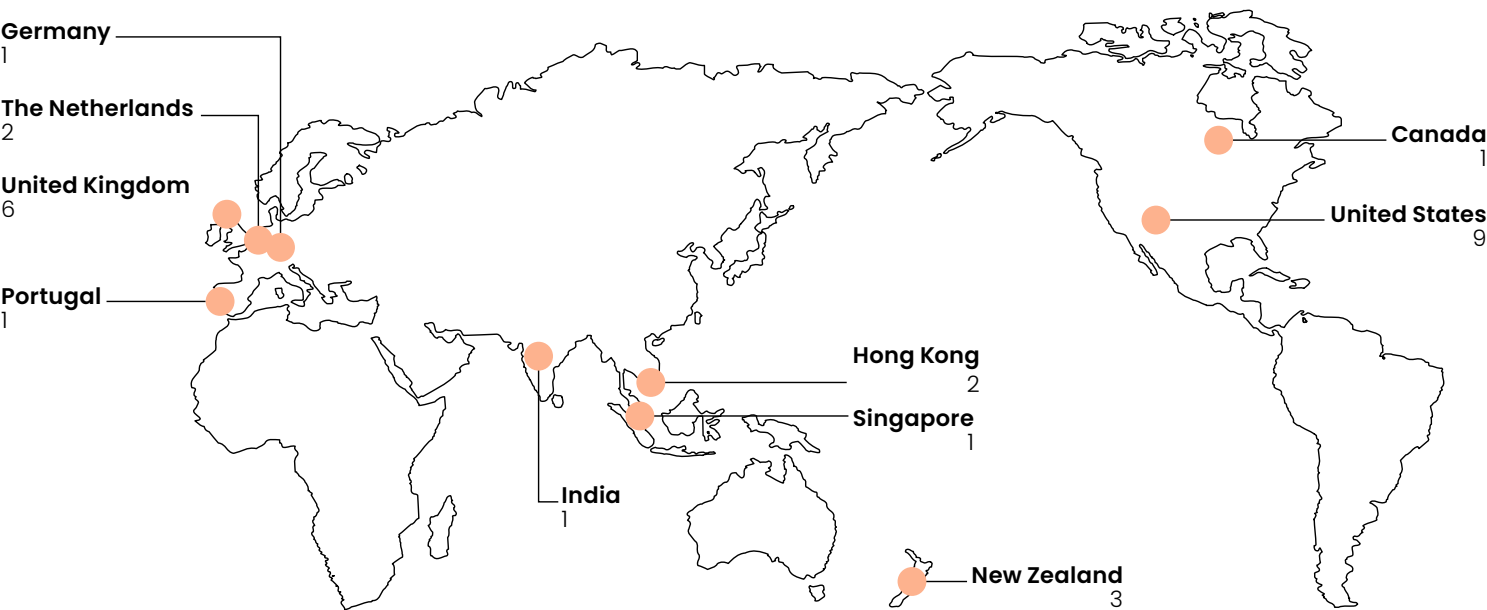 Germany
1
The Netherlands
2
United Kingdom
6
Portugal
1
Canada
1
United States
9
Hong Kong
2
Singapore
1
India
1
New Zealand
3